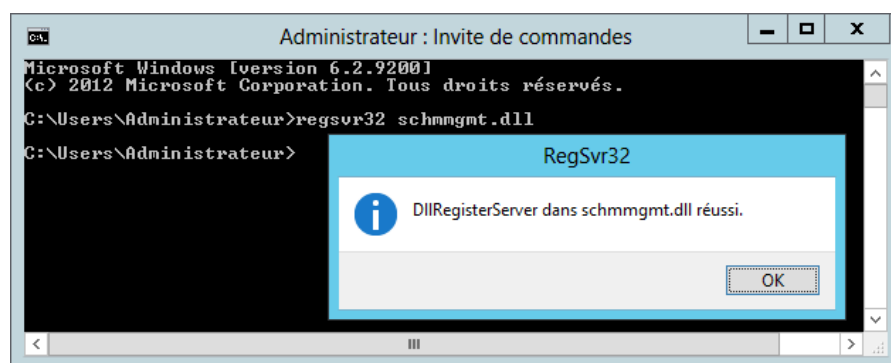 Administrateur : Invite de commandes
Microsoft Windows [version 6.2.9200]
(c) 2012 Microsoft Corporation. Tous droits réservés.
C:\Users\Administrateur>regsvr32 schmmgmt.dll
C:\Users\Administrateur>
RegSvr32
DllRegisterServer dans schmmgmt.dll réussi.
OK